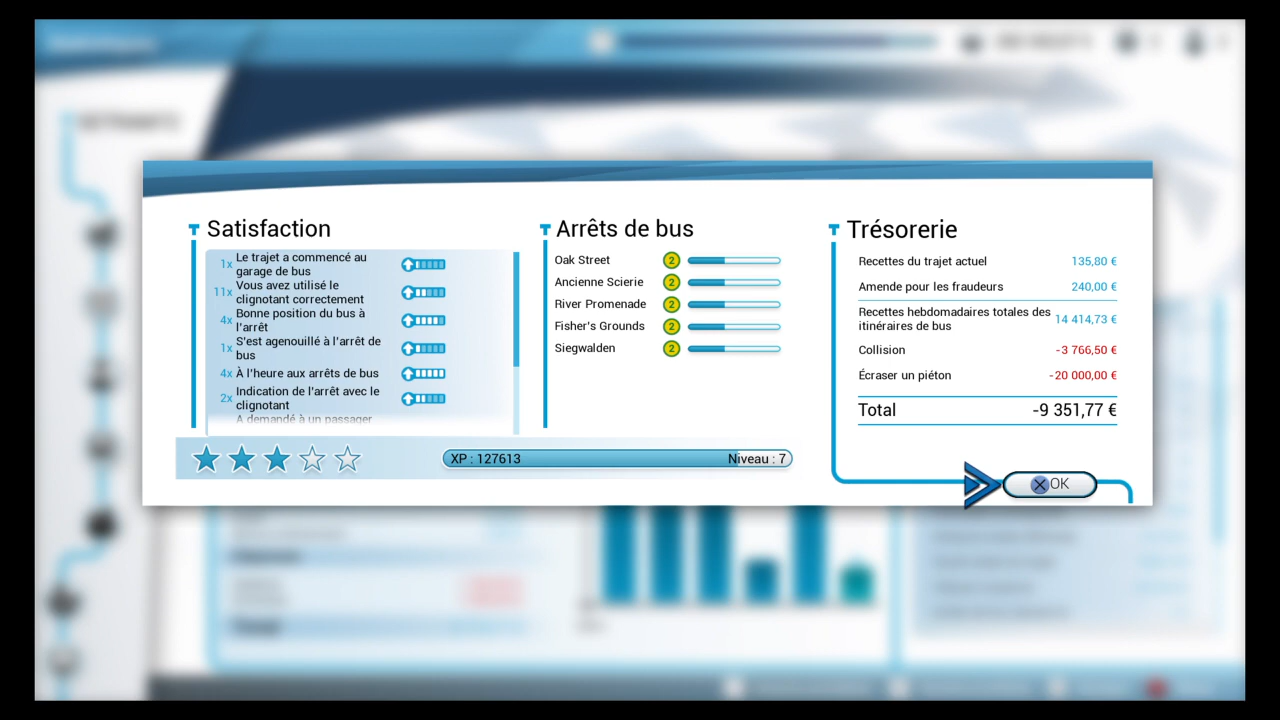 Satisfaction
1x Le trajet a commencé au
garage de bus
11x Vous avez utilisé le
clignotant correctement
4x Bonne position du bus à
l'arrêt
1x S'est agenouillé à l'arrêt de
bus
4x À l'heure aux arrêts de bus
2x Indication de l'arrêt avec le
clignotant
A demandé à un passager
XP : 127613 Niveau : 7
Arrêts de bus
Oak Street 2
Ancienne Scierie 2
River Promenade 2
Fisher's Grounds 2
Siegwalden 2
Trésorerie
Recettes du trajet actuel 135,80 €
Amende pour les fraudeurs 240,00 €
Recettes hebdomadaires totales des
itinéraires de bus 14 414,73 €
Collision -3 766,50 €
Écraser un piéton -20 000,00 €
Total -9 351,77 €
OK